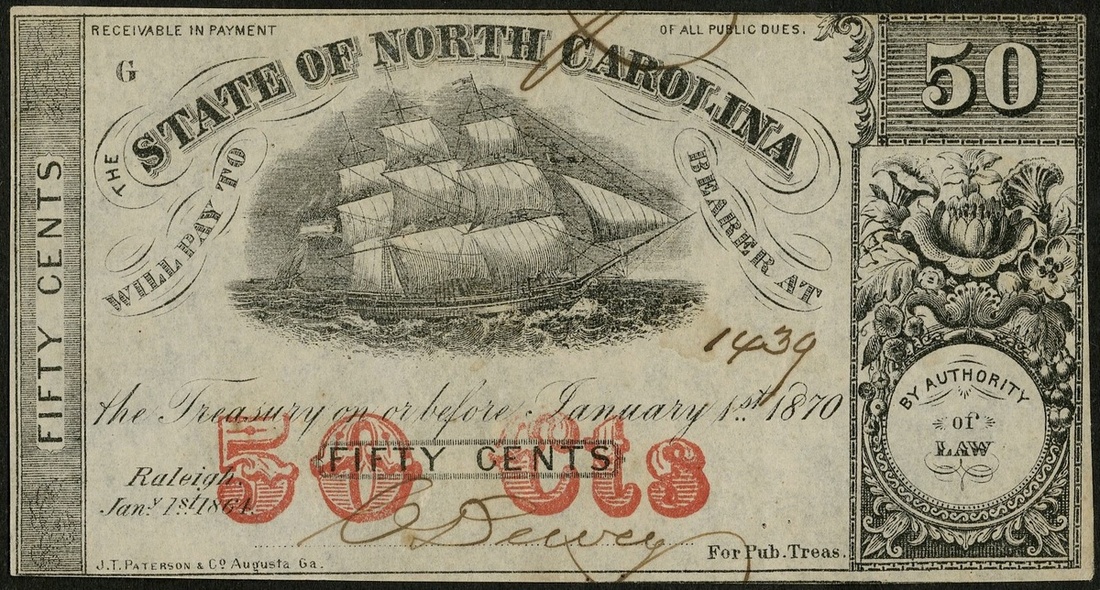 RECEIVABLE IN PAYMENT OF ALL PUBLIC DUES.
G
50
THE STATE OF NORTH CAROLINA
WILL PAY TO BEARER AT
FIFTY CENTS
1439
the Treasury on or before January 1st. 1870
50 Cts
FIFTY CENTS
BY AUTHORITY
of
LAW
Raleigh
Jany. 1st. 1864.
C. Dewey
For Pub. Treas.
J.T. PATERSON & Co Augusta Ga.